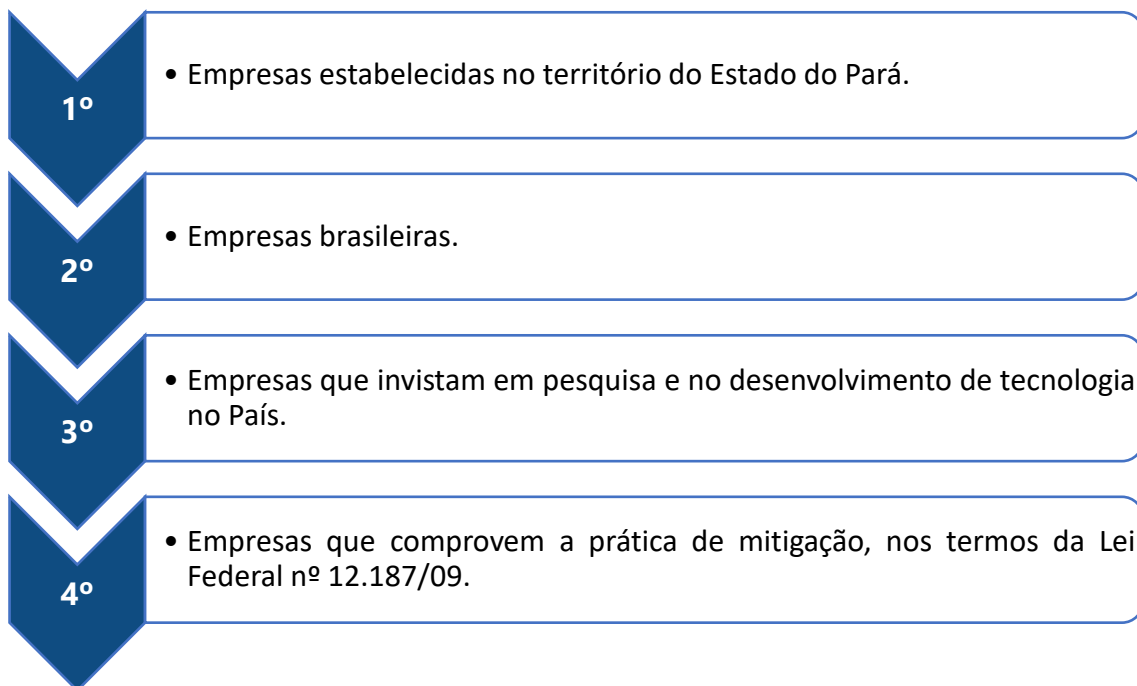 1º
• Empresas estabelecidas no território do Estado do Pará.
2º
• Empresas brasileiras.
3º
• Empresas que invistam em pesquisa e no desenvolvimento de tecnologia
no País.
4º
• Empresas que comprovem a prática de mitigação, nos termos da Lei
Federal nº 12.187/09.